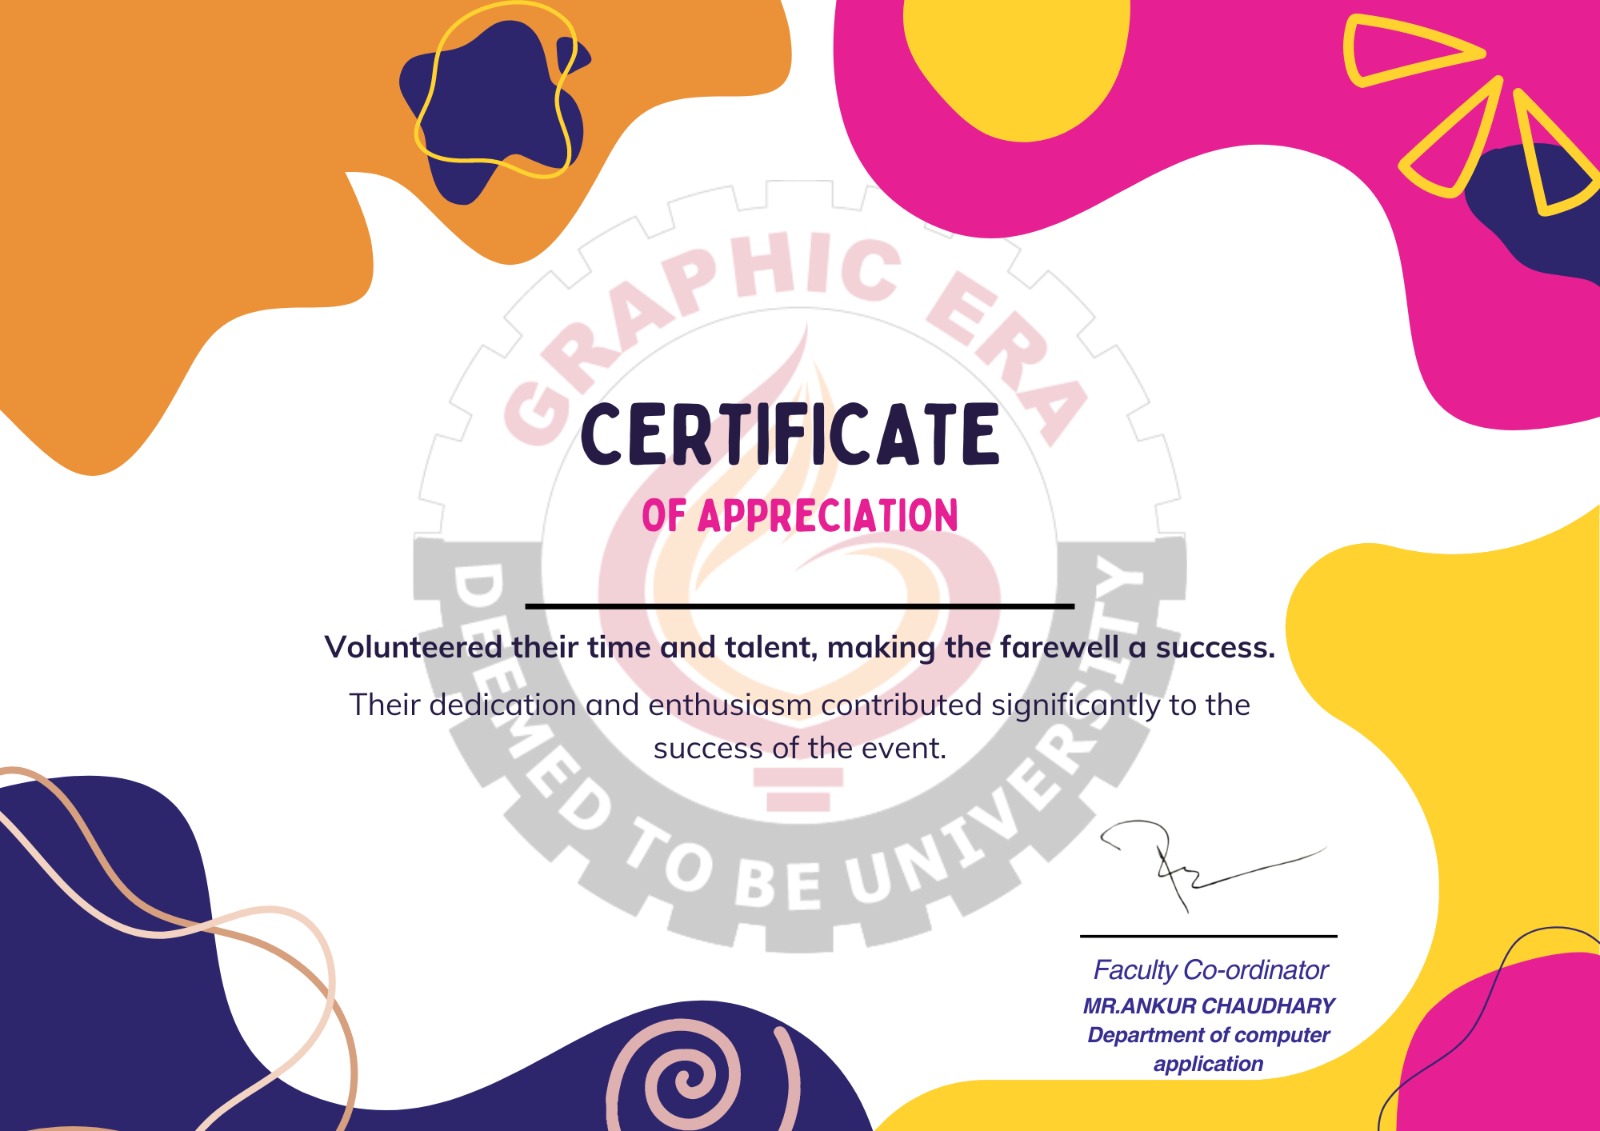 GRAPHIC ERA
CERTIFICATE
OF APPRECIATION
Volunteered their time and talent, making the farewell a success.
Their dedication and enthusiasm contributed significantly to the
success of the event.
DEEMED TO BE UNIVERSITY
Faculty Co-ordinator
MR.ANKUR CHAUDHARY
Department of computer
application